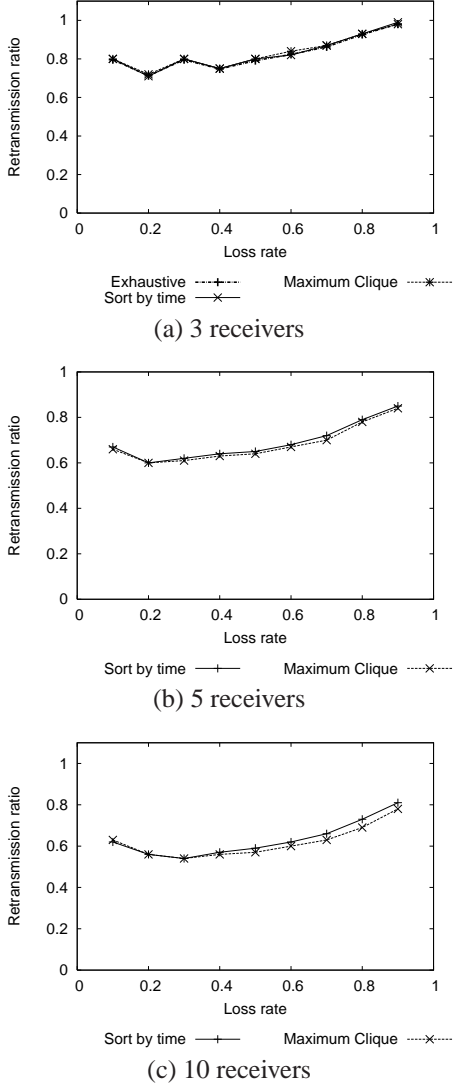 1
0.8
0.6
0.4
0.2
0
Retransmission ratio
0 0.2 0.4 0.6 0.8 1
Loss rate
Exhaustive Maximum Clique
Sort by time
(a) 3 receivers
1
0.8
0.6
0.4
0.2
0
Retransmission ratio
0 0.2 0.4 0.6 0.8 1
Loss rate
Sort by time Maximum Clique
(b) 5 receivers
1
0.8
0.6
0.4
0.2
0
Retransmission ratio
0 0.2 0.4 0.6 0.8 1
Loss rate
Sort by time Maximum Clique
(c) 10 receivers